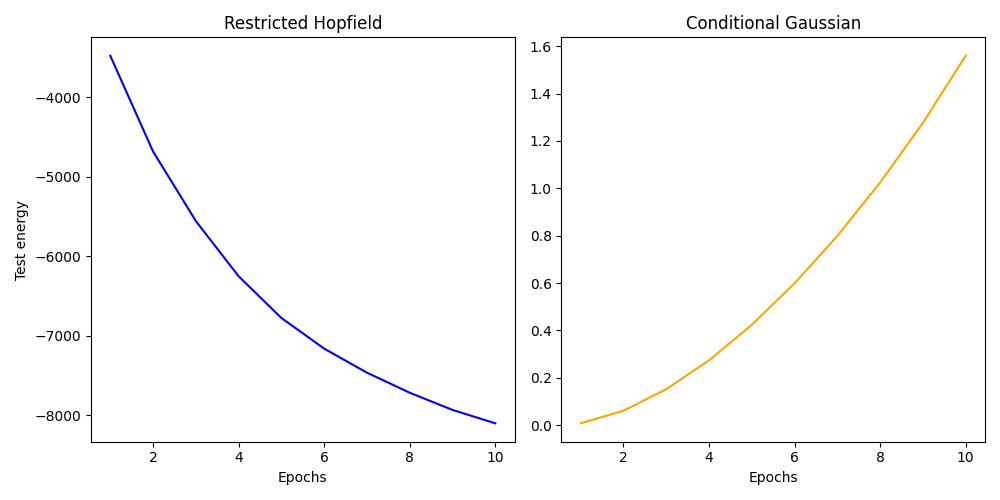 Restricted Hopfield
Test energy
−4000
−5000
−6000
−7000
−8000
2 4 6 8 10
Epochs
Conditional Gaussian
1.6
1.4
1.2
1.0
0.8
0.6
0.4
0.2
0.0
2 4 6 8 10
Epochs